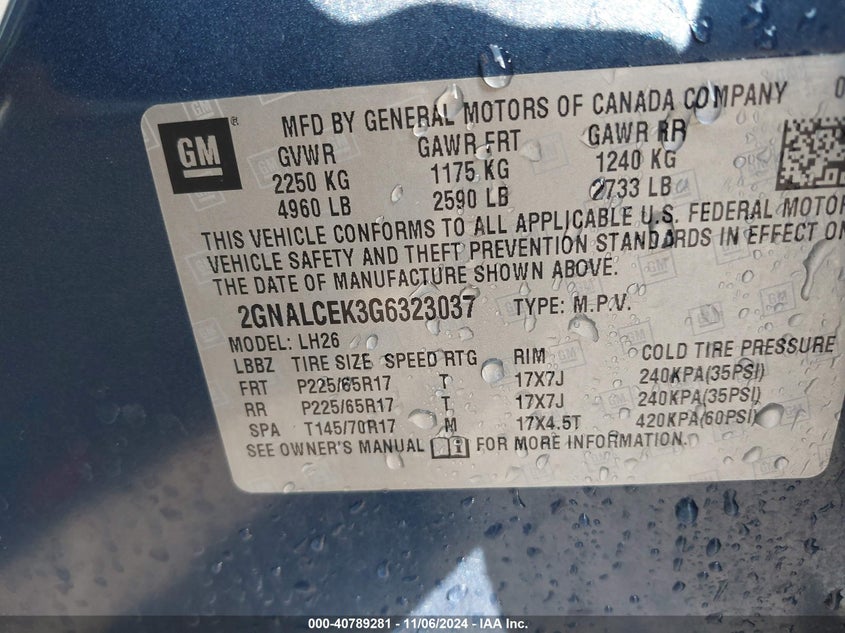 MFD BY GENERAL MOTORS OF CANADA COMPANY 0
GM
GVWR GAWR FRT GAWR RR
2250 KG 1175 KG 1240 KG
4960 LB 2590 LB 2733 LB
THIS VEHICLE CONFORMS TO ALL APPLICABLE U.S. FEDERAL MOTOR
VEHICLE SAFETY AND THEFT PREVENTION STANDARDS IN EFFECT ON
THE DATE OF MANUFACTURE SHOWN ABOVE.
2GNALCEK3G6323037 TYPE: M.P.V.
MODEL: LH26
LBBZ TIRE SIZE SPEED RTG RIM COLD TIRE PRESSURE
FRT P225/65R17 T 17X7J 240KPA(35PSI)
RR P225/65R17 T 17X7J 240KPA(35PSI)
SPA T145/70R17 M 17X4.5T 420KPA(60PSI)
SEE OWNER'S MANUAL FOR MORE INFORMATION.
000-40789281 - 11/06/2024 - IAA Inc.